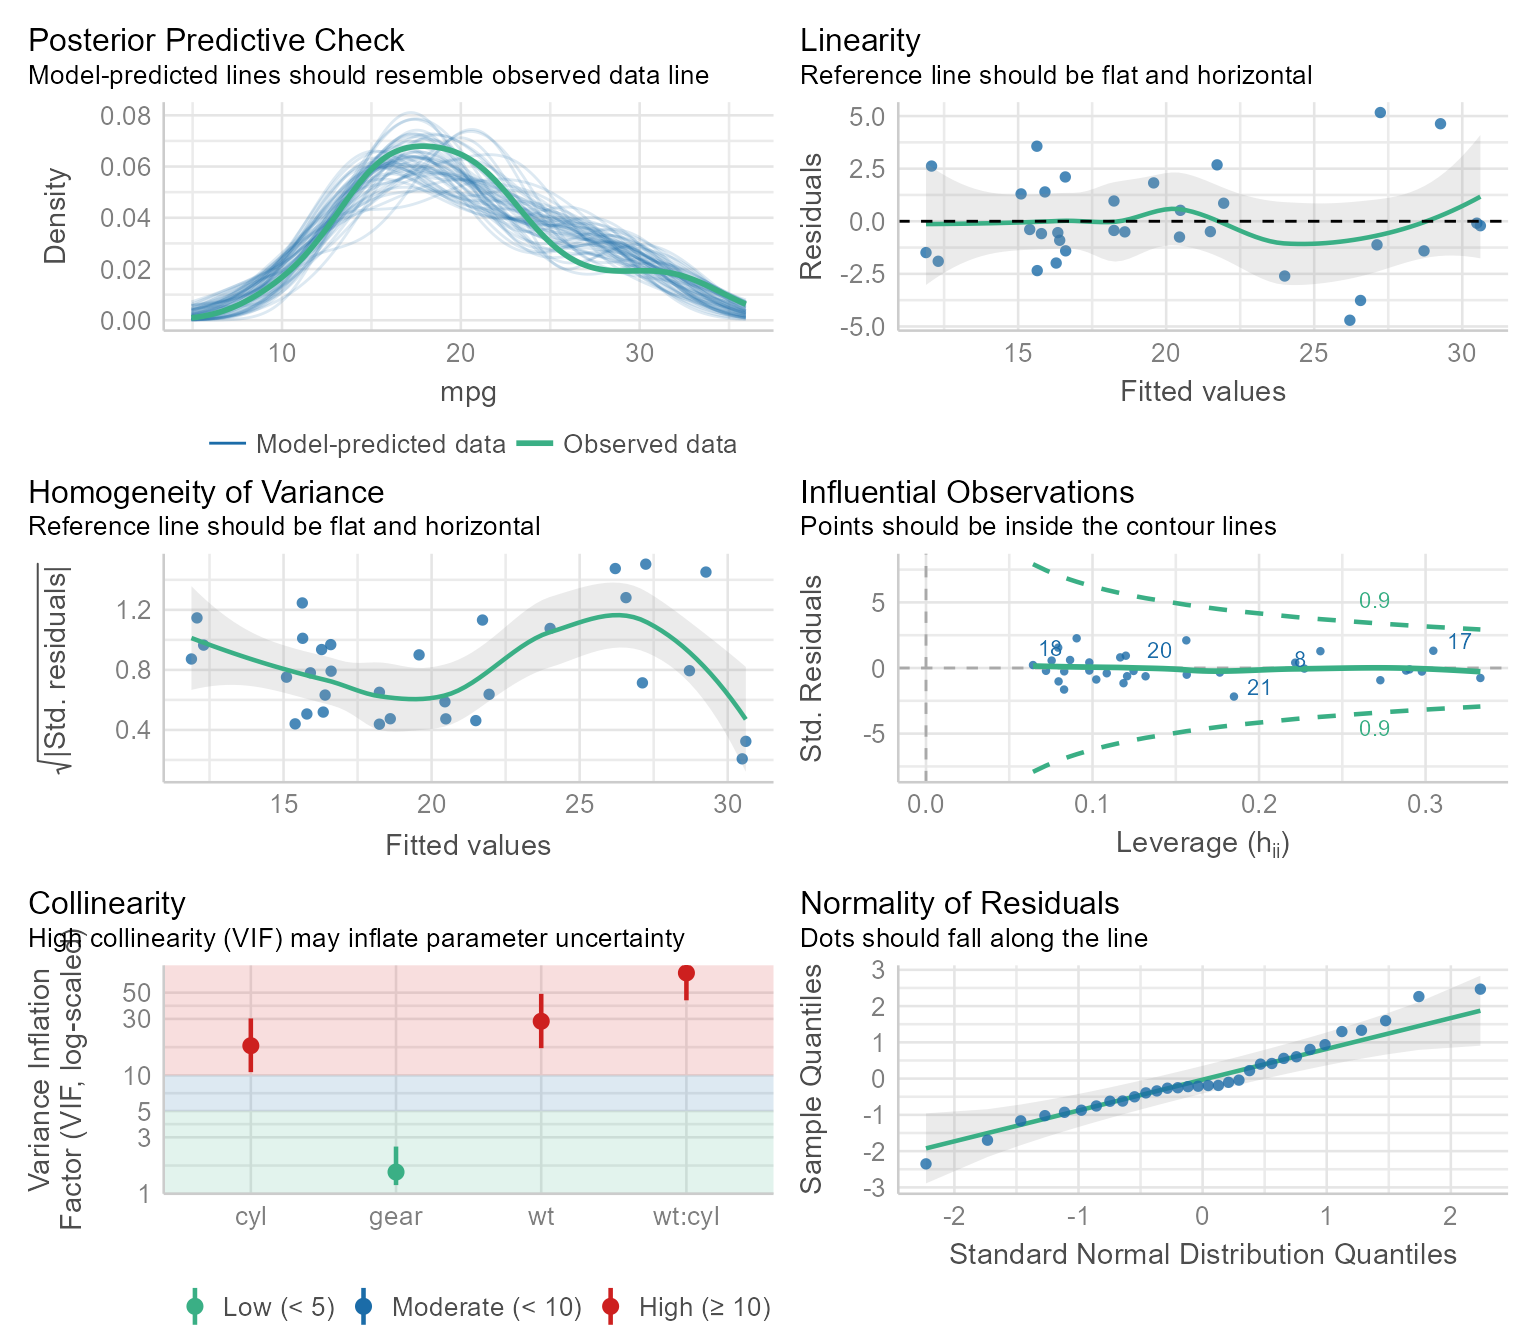 Posterior Predictive Check
Model-predicted lines should resemble observed data line
Density
0.08
0.06
0.04
0.02
0.00
10
20
30
mpg
Model-predicted data
Observed data
Linearity
Reference line should be flat and horizontal
Residuals
5.0
2.5
0.0
-2.5
-5.0
15
20
25
30
Fitted values
Homogeneity of Variance
Reference line should be flat and horizontal
√|Std. residuals|
1.2
0.8
0.4
15
20
25
30
Fitted values
Influential Observations
Points should be inside the contour lines
Std. Residuals
5
0
-5
0.9
18
20
8
17
21
0.9
0.0
0.1
0.2
0.3
Leverage (hii)
Collinearity
High collinearity (VIF) may inflate parameter uncertainty
Variance Inflation
Factor (VIF, log-scaled)
50
30
10
5
3
1
cyl
gear
wt
wt:cyl
Low (< 5)
Moderate (< 10)
High (≥ 10)
Normality of Residuals
Dots should fall along the line
Sample Quantiles
3
2
1
0
-1
-2
-3
-2
-1
0
1
2
Standard Normal Distribution Quantiles